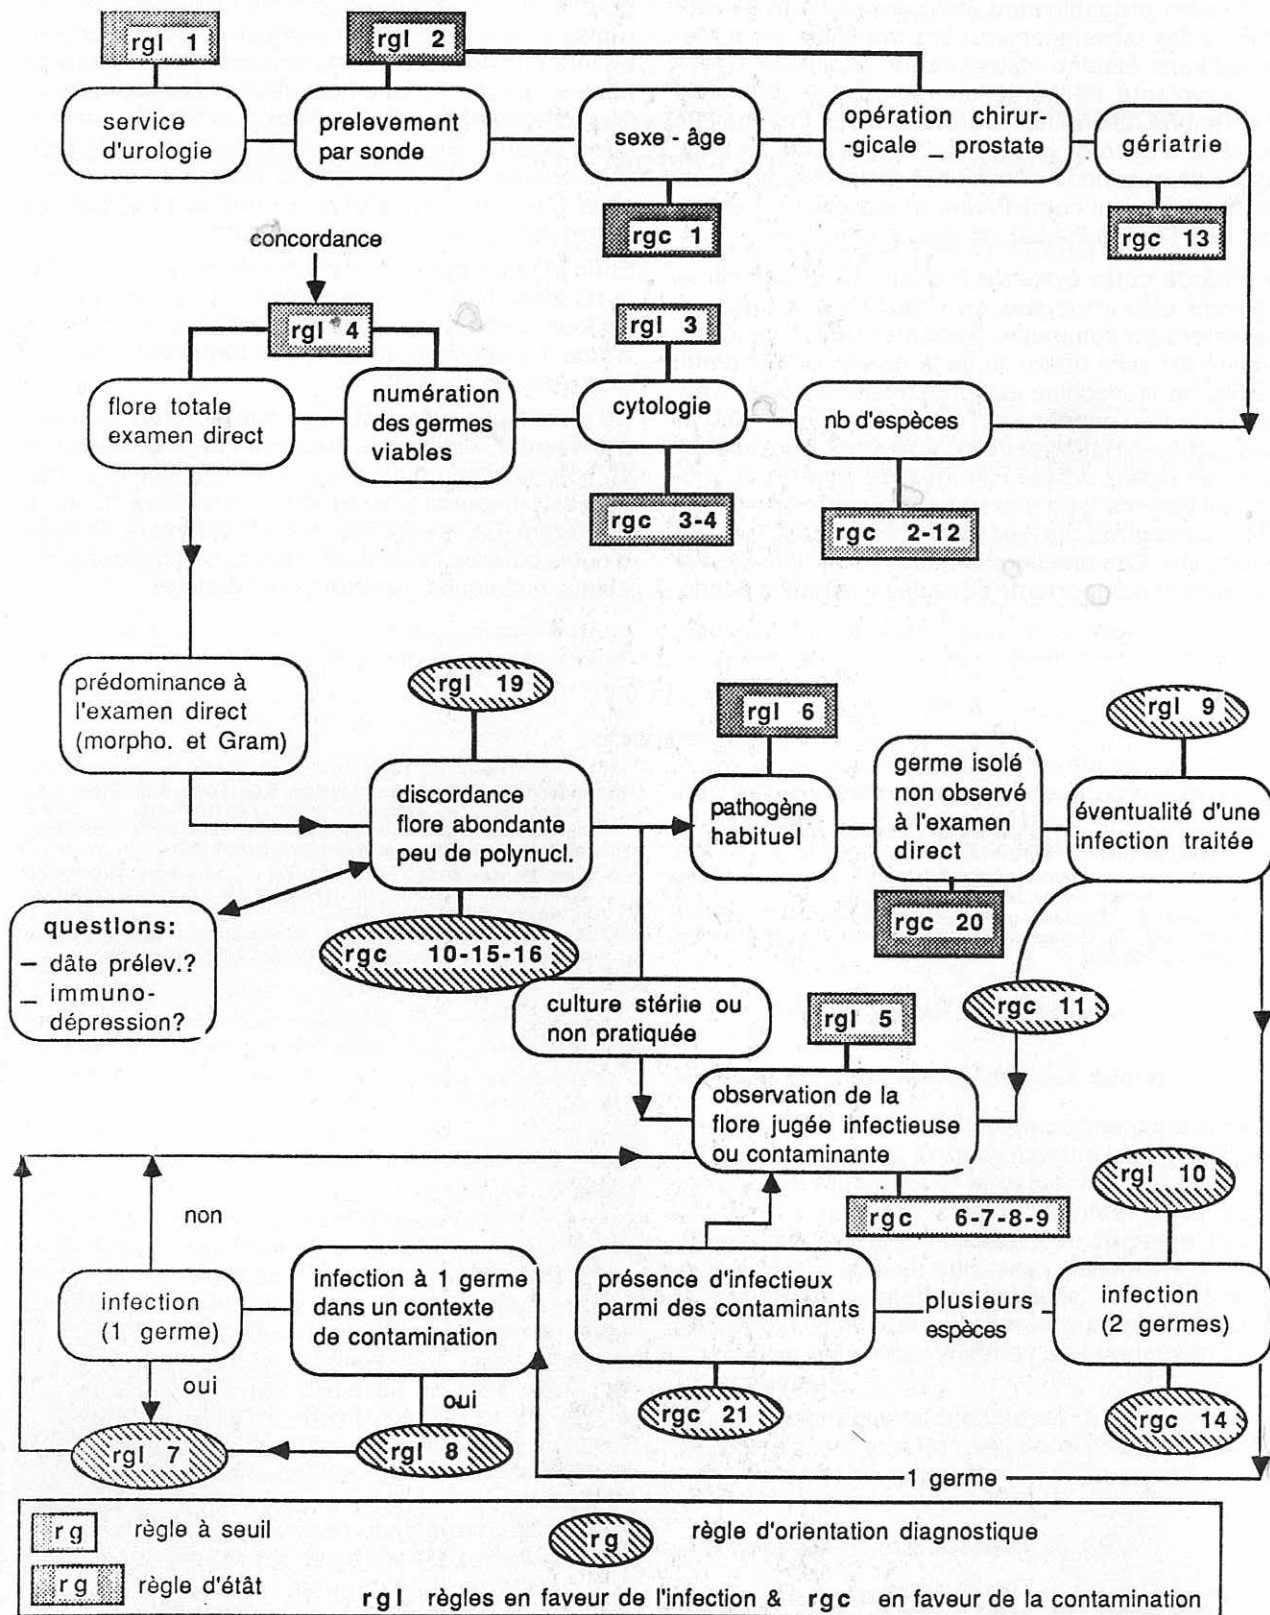 rgl 1
rgl 2
service
d'urologie
prelevement
par sonde
sexe - âge
opération chirur-
-gicale _ prostate
gériatrie
rgc 1
rgc 13
concordance
rgl 4
rgl 3
flore totale
examen direct
numération
des germes
viables
cytologie
nb d'espèces
rgc 3-4
rgc 2-12
prédominance à
l'examen direct
(morpho. et Gram)
rgl 19
rgl 6
rgl 9
discordance
flore abondante
peu de polynucl.
pathogène
habituel
germe isolé
non observé
à l'examen
direct
éventualité d'une
infection traitée
questions:
– dâte prélev.?
_ immuno-
dépression?
rgc 10-15-16
rgc 20
culture stérile ou
non pratiquée
rgl 5
rgc 11
observation de la
flore jugée infectieuse
ou contaminante
rgl 10
non
rgc 6-7-8-9
infection
(1 germe)
infection à 1 germe
dans un contexte
de contamination
présence d'infectieux
parmi des contaminants
plusieurs
espèces
infection
(2 germes)
oui
oui
rgl 7
rgl 8
rgc 21
rgc 14
1 germe
rg règle à seuil
rg règle d'orientation diagnostique
rg règle d'étât
rgl règles en faveur de l'infection & rgc en faveur de la contamination